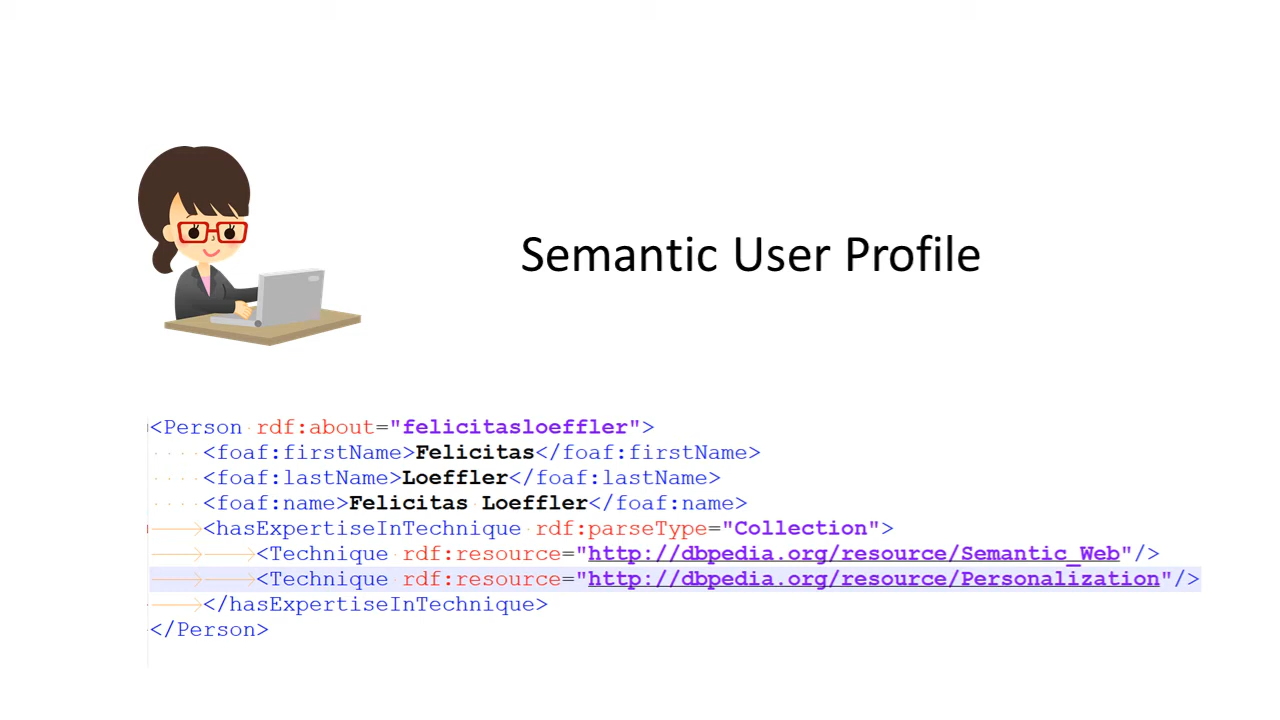 Semantic User Profile
<Person rdf:about="felicitasloeffler">
<foaf:firstName>Felicitas</foaf:firstName>
<foaf:lastName>Loeffler</foaf:lastName>
<foaf:name>Felicitas Loeffler</foaf:name>
<hasExpertiseInTechnique rdf:parseType="Collection">
<Technique rdf:resource="http://dbpedia.org/resource/Semantic_Web"/>
<Technique rdf:resource="http://dbpedia.org/resource/Personalization"/>
</hasExpertiseInTechnique>
</Person>